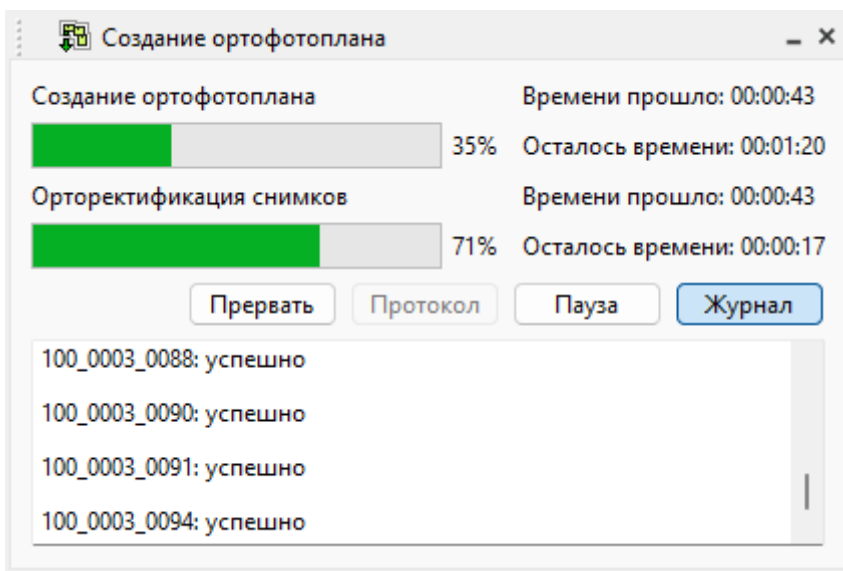 Создание ортофотоплана
Создание ортофотоплана Времени прошло: 00:00:43
35% Осталось времени: 00:01:20
Орторектификация снимков Времени прошло: 00:00:43
71% Осталось времени: 00:00:17
Прервать Протокол Пауза Журнал
100_0003_0088: успешно
100_0003_0090: успешно
100_0003_0091: успешно
100_0003_0094: успешно